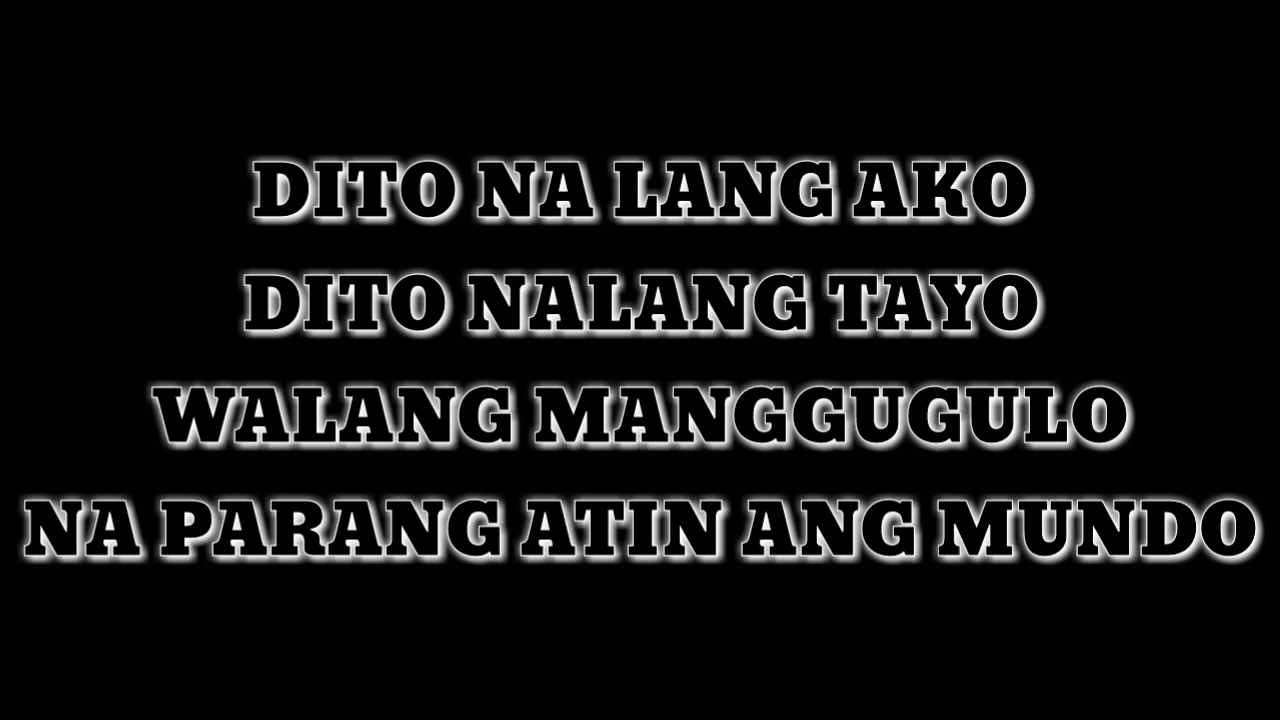 DITO NA LANG AKO
DITO NALANG TAYO
WALANG MANGGUGULO
NA PARANG ATIN ANG MUNDO